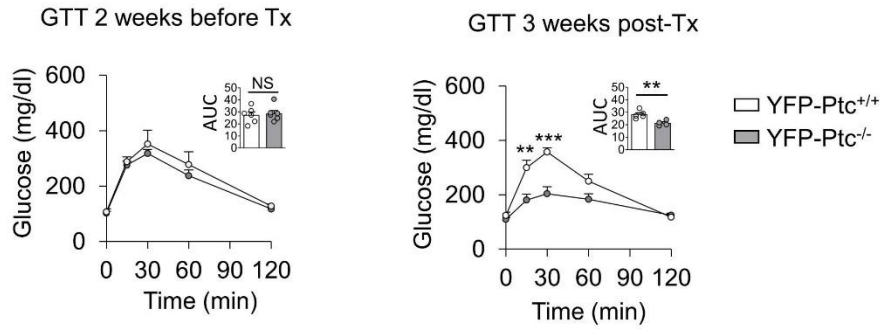 GTT 2 weeks before Tx
Glucose (mg/dl)
600
400
200
0
0 30 60 90 120
Time (min)
AUC
50
40
30
20
10
0
NS
GTT 3 weeks post-Tx
Glucose (mg/dl)
600
400
200
0
0 30 60 90 120
Time (min)
** ***
AUC
50
40
30
20
10
0
**
YFP-Ptc+/+
YFP-Ptc-/-